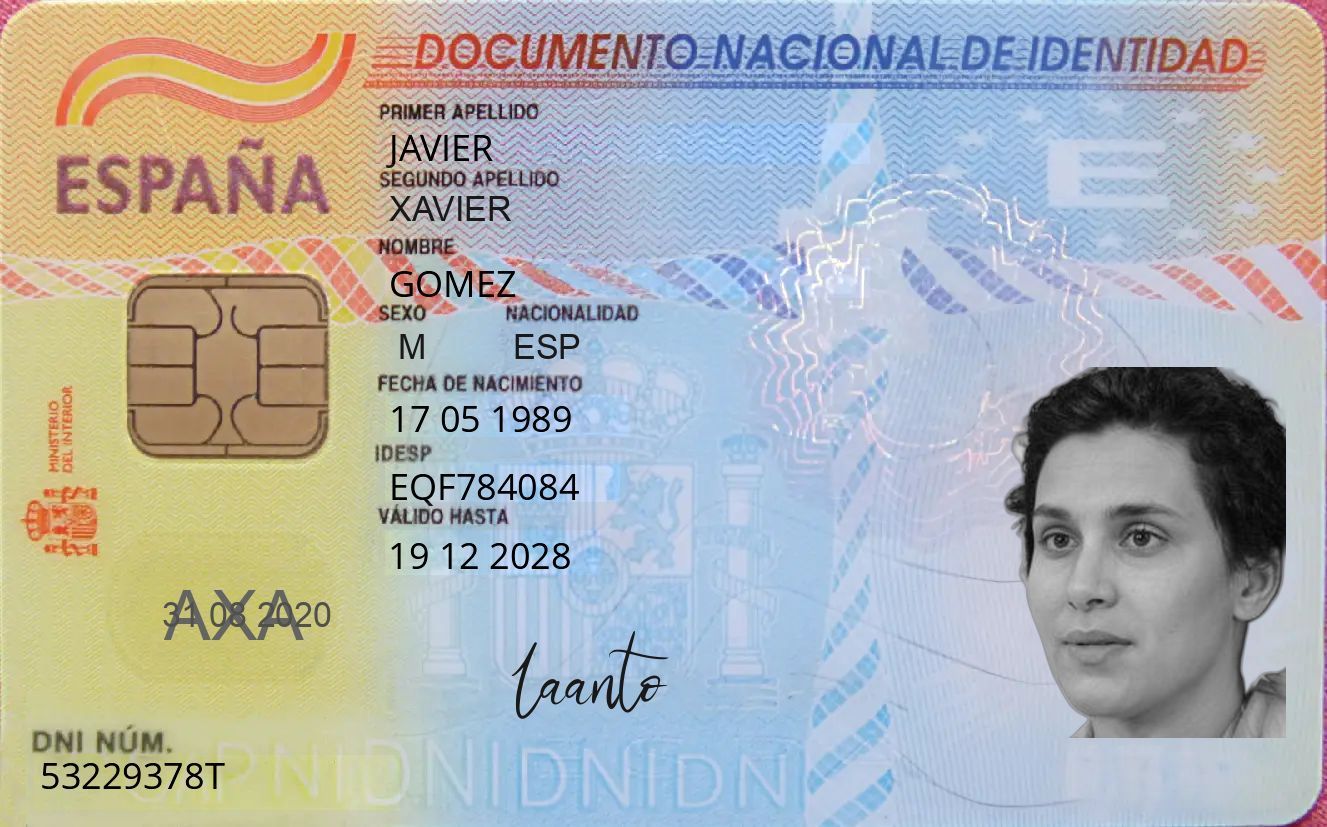 DOCUMENTO NACIONAL DE IDENTIDAD
ESPAÑA
PRIMER APELLIDO
JAVIER
SEGUNDO APELLIDO
XAVIER
NOMBRE
GOMEZ
SEXO NACIONALIDAD
M ESP
FECHA DE NACIMIENTO
17 05 1989
IDESP
EQF784084
VÁLIDO HASTA
19 12 2028
MINISTERIO
DEL INTERIOR
E
AXA
31 08 2020
Laanto
DNI NÚM.
53229378T
DNIDNIDNIDNI